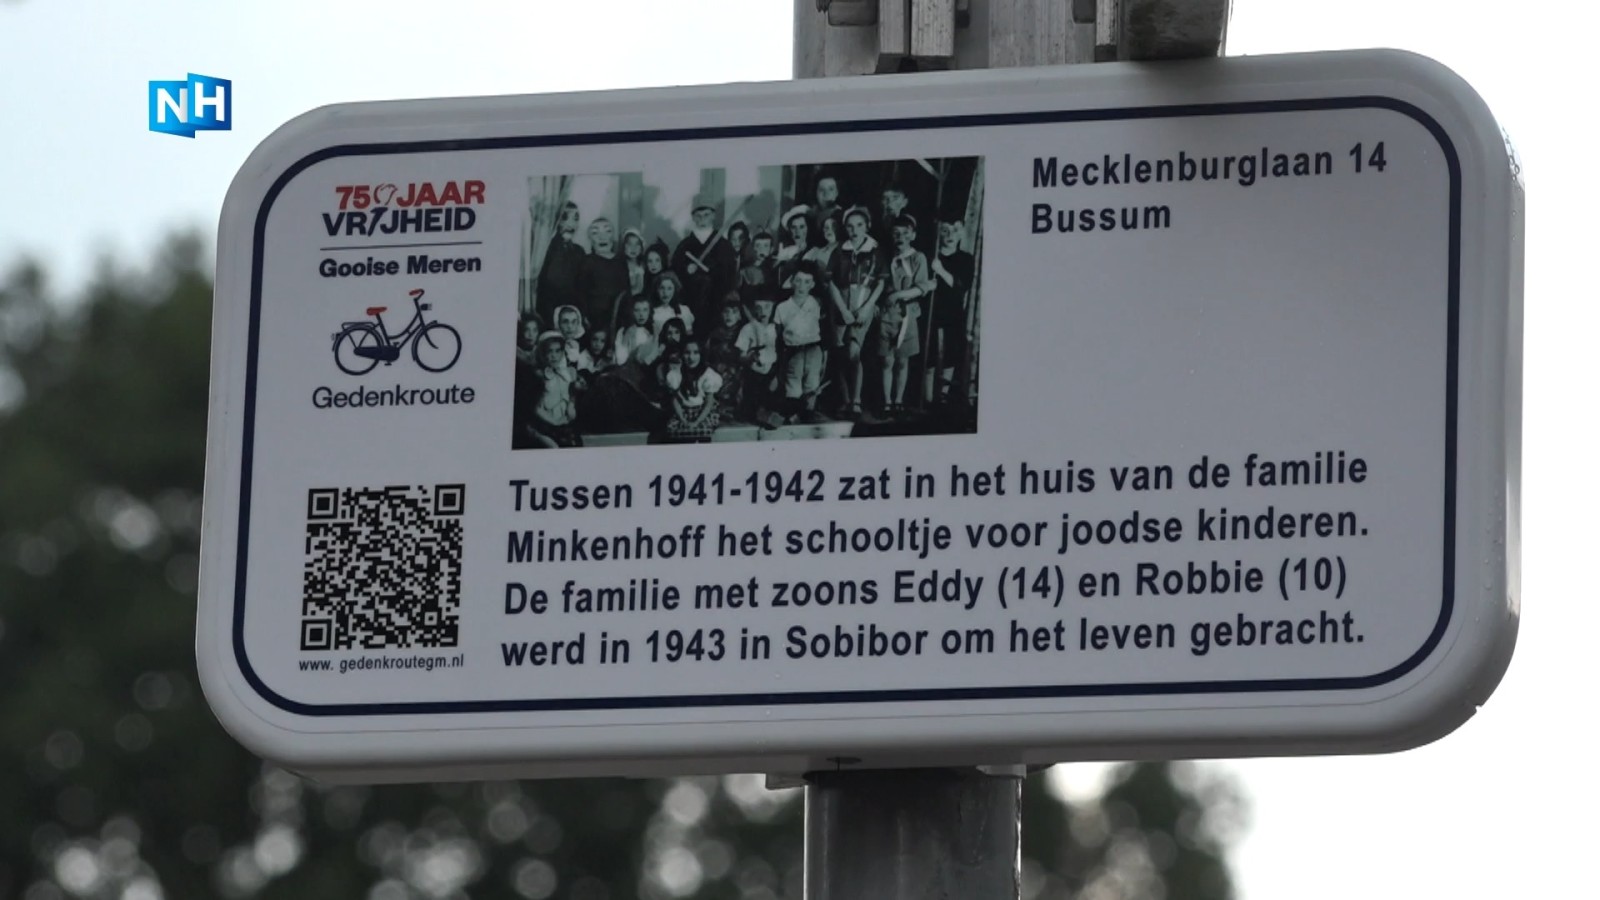 NH
75 JAAR
VRIJHEID
Gooise Meren
Gedenkroute
www. gedenkroutegm.nl
Mecklenburglaan 14
Bussum
Tussen 1941-1942 zat in het huis van de familie
Minkenhoff het schooltje voor joodse kinderen.
De familie met zoons Eddy (14) en Robbie (10)
werd in 1943 in Sobibor om het leven gebracht.